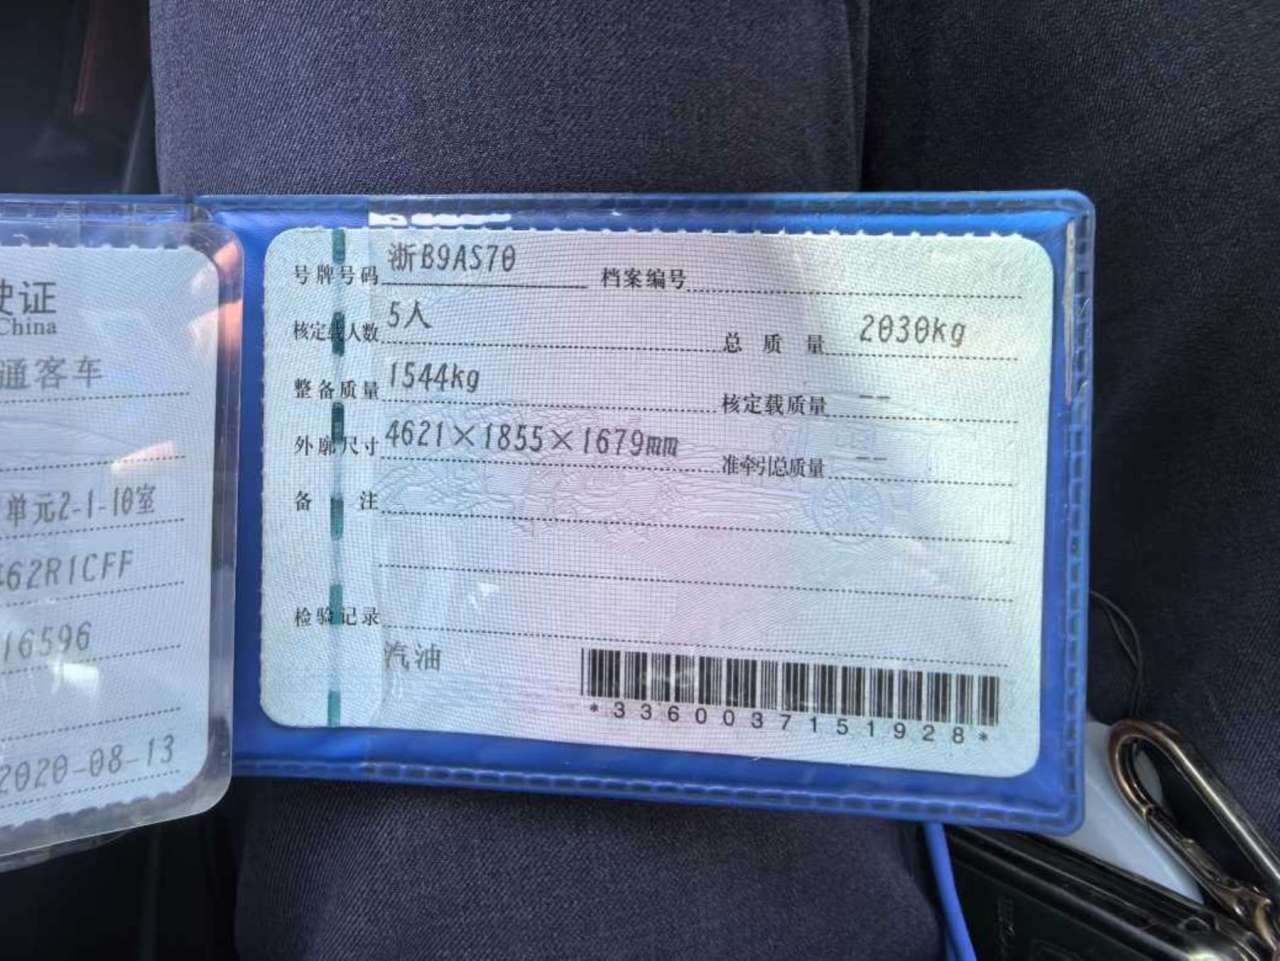 驶证
China
通客车
单元2-1-10室
462R1CFF
16596
2020-08-13
号牌号码 浙B9AS70 档案编号
核定载人数 5人 总质量 2030kg
整备质量 1544kg 核定载质量 --
外廓尺寸 4621×1855×1679mm 准牵引总质量 --
备注
检验记录
汽油
*3360037151928*